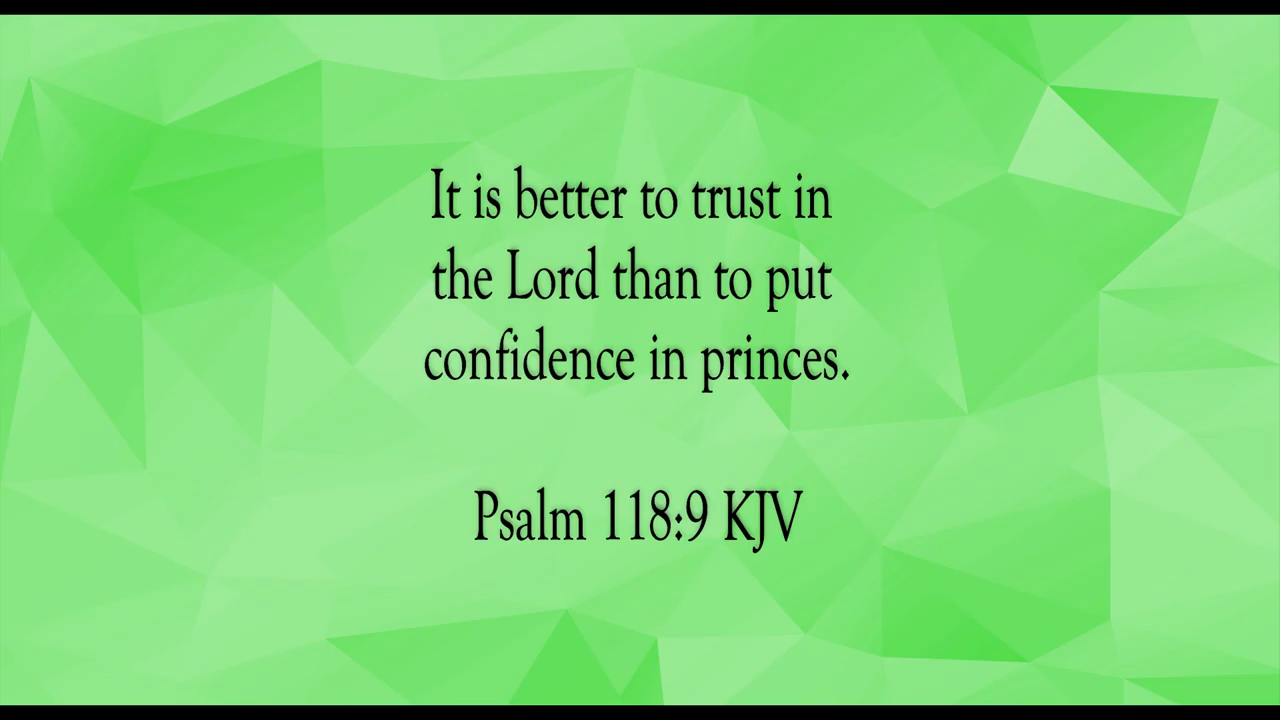 It is better to trust in
the Lord than to put
confidence in princes.
Psalm 118:9 KJV